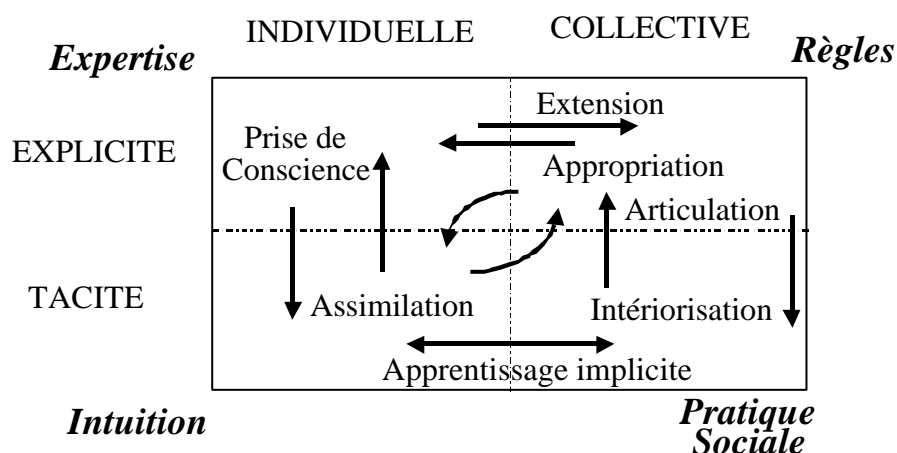 INDIVIDUELLE COLLECTIVE
Expertise Règles
Extension
EXPLICITE
Prise de
Conscience
Appropriation
Articulation
TACITE
Assimilation
Intériorisation
Apprentissage implicite
Intuition
Pratique
Sociale